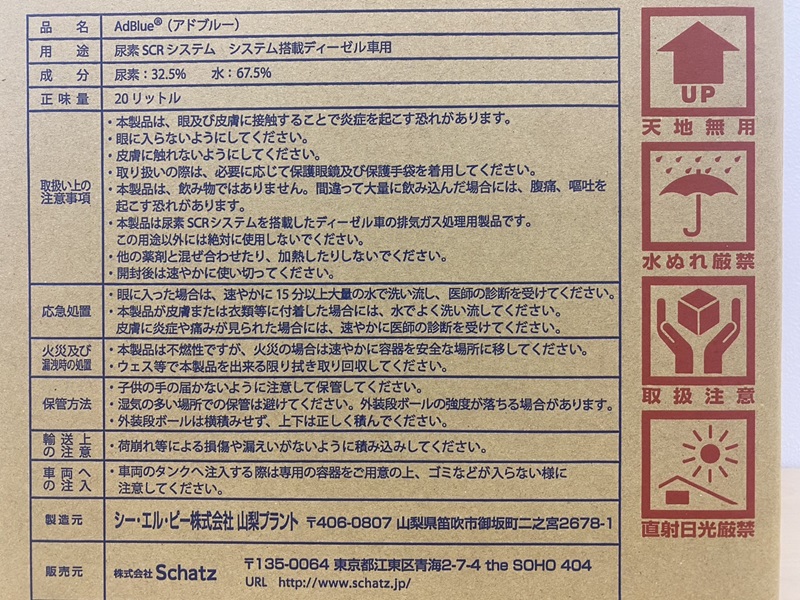 品名 AdBlue®（アドブルー）
用途 尿素SCRシステム システム搭載ディーゼル車用
成分 尿素：32.5% 水：67.5%
正味量 20リットル
取扱い上の
注意事項
・本製品は、眼及び皮膚に接触することで炎症を起こす恐れがあります。
・眼に入らないようにしてください。
・皮膚に触れないようにしてください。
・取り扱いの際は、必要に応じて保護眼鏡及び保護手袋を着用してください。
・本製品は、飲み物ではありません。間違って大量に飲み込んだ場合には、腹痛、嘔吐を
起こす恐れがあります。
・本製品は尿素SCRシステムを搭載したディーゼル車の排気ガス処理用製品です。
この用途以外には絶対に使用しないでください。
・他の薬剤と混ぜ合わせたり、加熱したりしないでください。
・開封後は速やかに使い切ってください。
応急処置
・眼に入った場合は、速やかに15分以上大量の水で洗い流し、医師の診断を受けてください。
・本製品が皮膚または衣類等に付着した場合には、水でよく洗い流してください。
皮膚に炎症や痛みが見られた場合には、速やかに医師の診断を受けてください。
火災及び
漏洩時の処置
・本製品は不燃性ですが、火災の場合は速やかに容器を安全な場所に移してください。
・ウェス等で本製品を出来る限り拭き取り回収してください。
保管方法
・子供の手の届かないように注意して保管してください。
・湿気の多い場所での保管は避けてください。外装段ボールの強度が落ちる場合があります。
・外装段ボールは横積みせず、上下は正しく積んでください。
輸送上
の注意
・荷崩れ等による損傷や漏えいがないように積み込みしてください。
車両へ
の注入
・車両のタンクへ注入する際は専用の容器をご用意の上、ゴミなどが入らない様に
注意してください。
製造元 シー・エル・ピー株式会社 山梨プラント 〒406-0807 山梨県笛吹市御坂町二之宮2678-1
販売元 株式会社 Schatz 〒135-0064 東京都江東区青海2-7-4 the SOHO 404
URL http://www.schatz.jp/
UP
天地無用
水ぬれ厳禁
取扱注意
直射日光厳禁